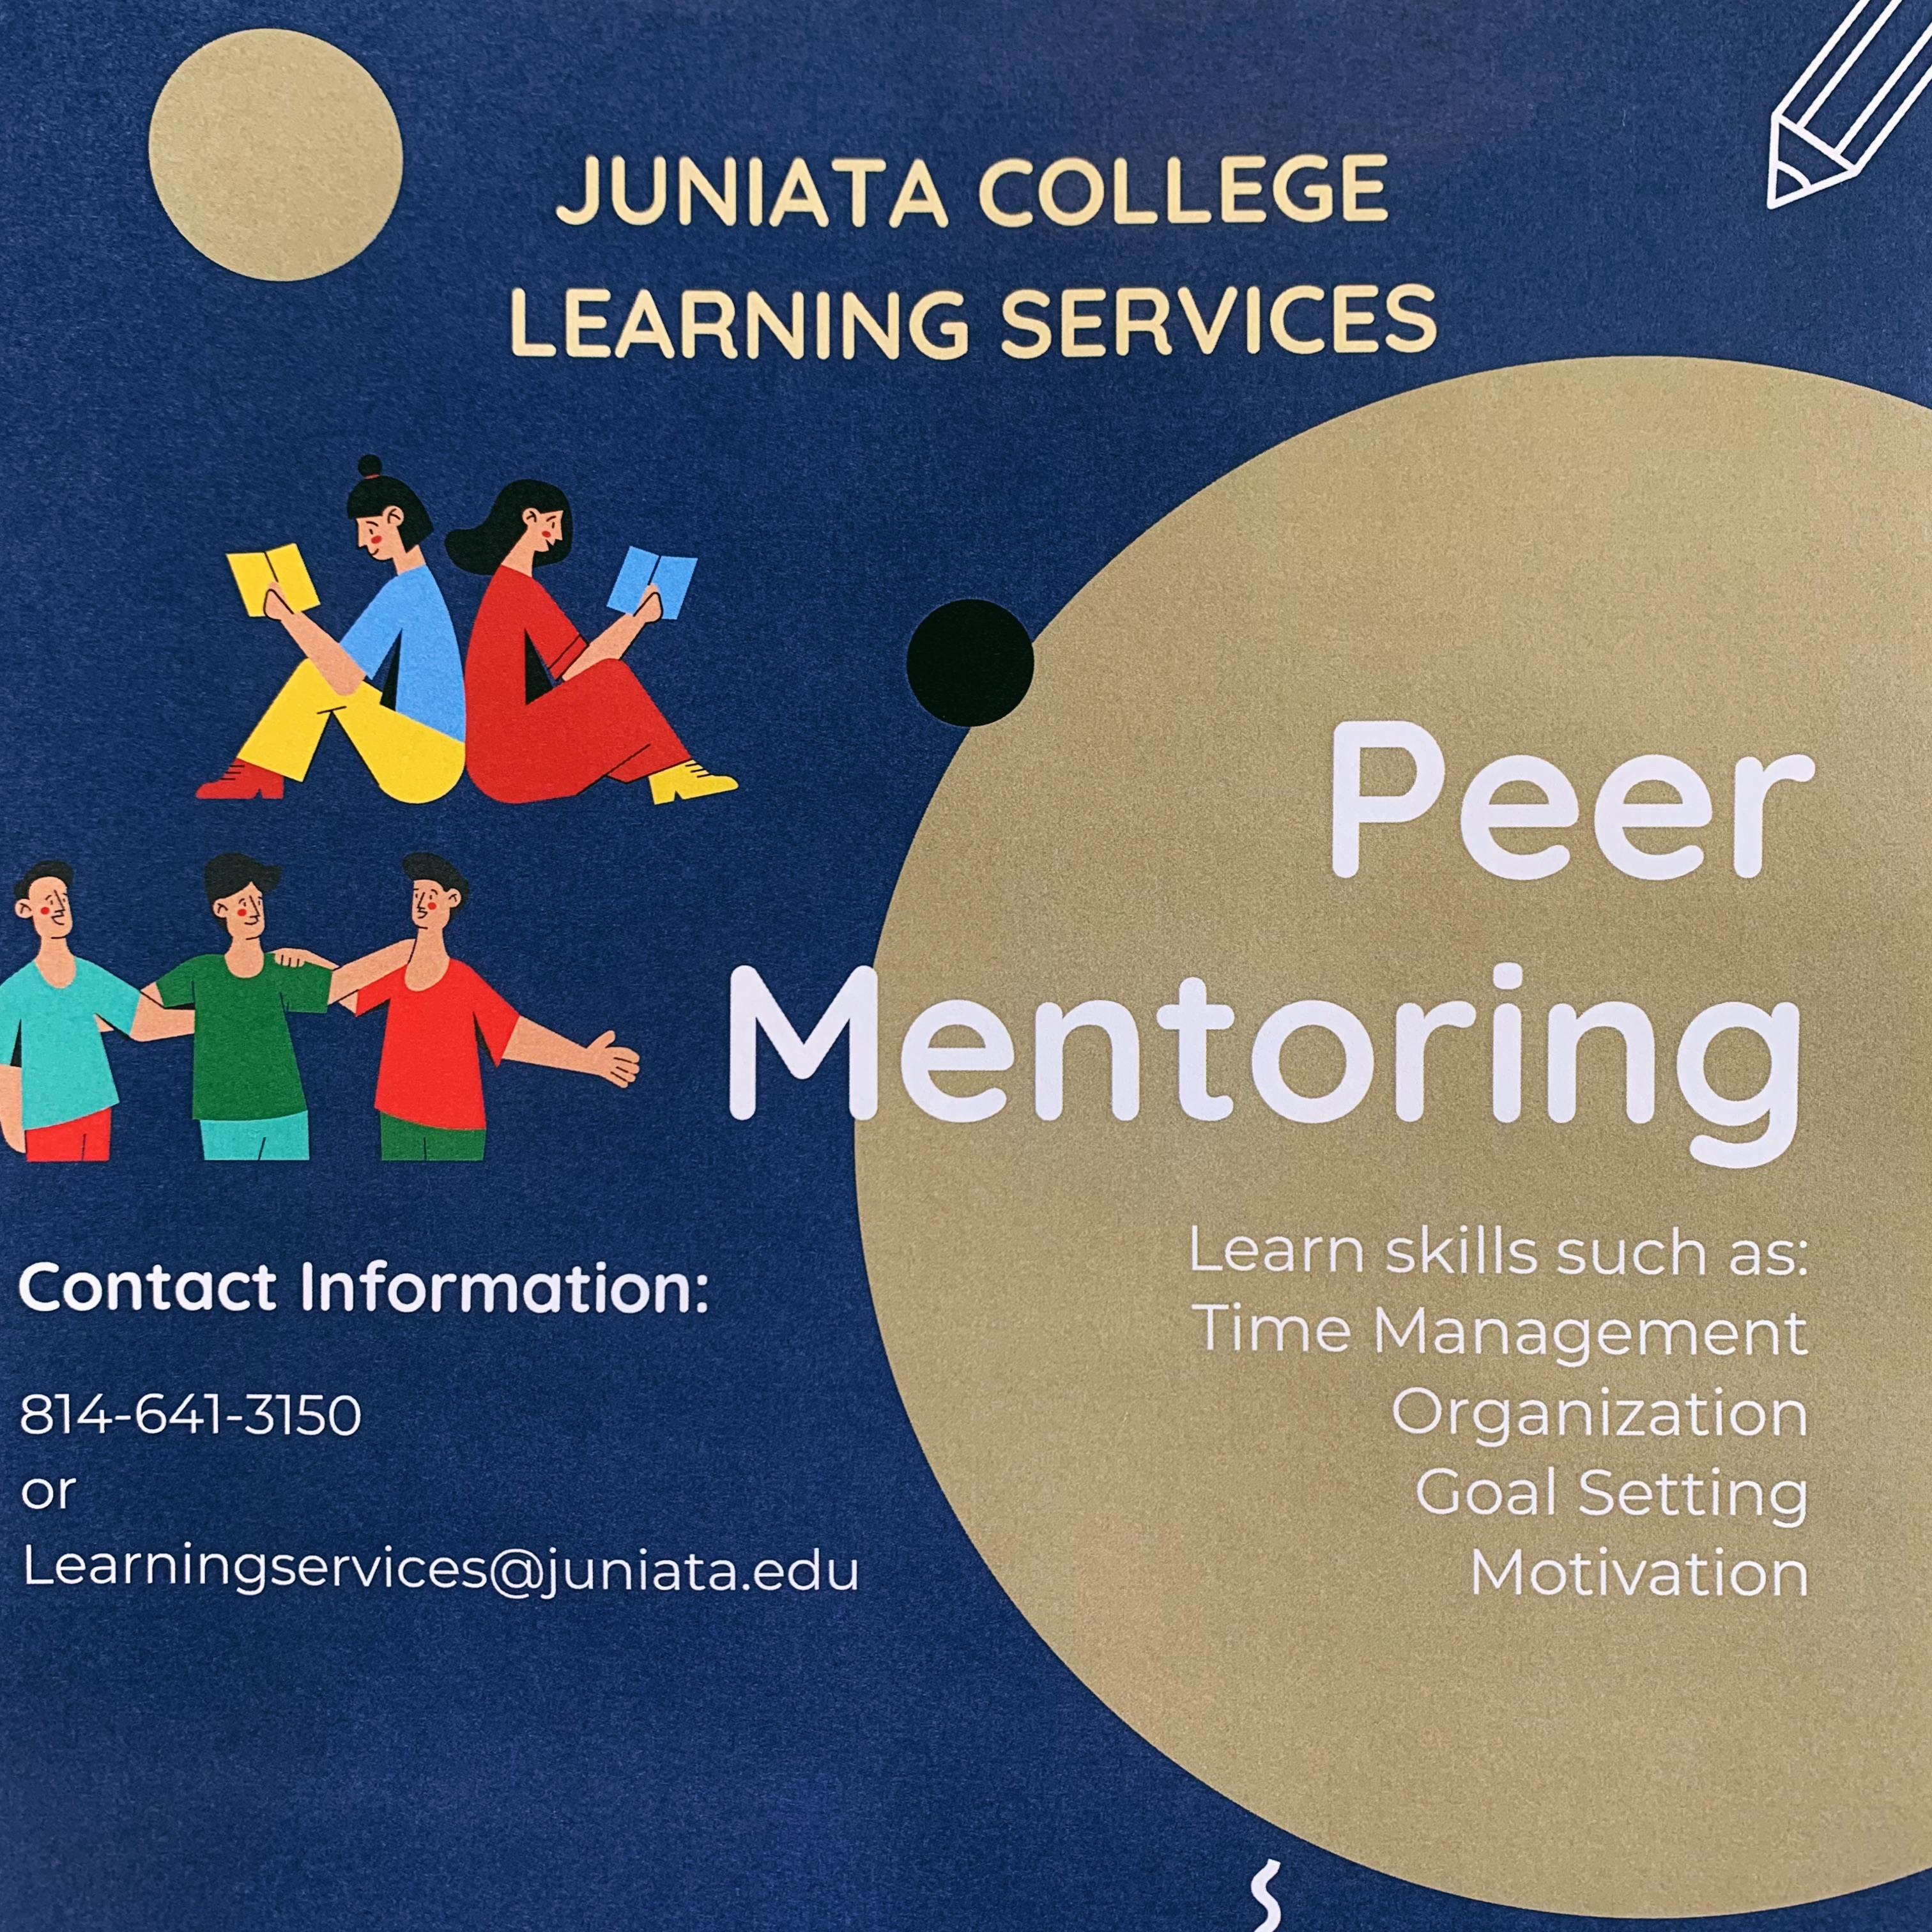 JUNIATA COLLEGE
LEARNING SERVICES
Peer
Mentoring
Learn skills such as:
Time Management
Organization
Goal Setting
Motivation
Contact Information:
814-641-3150
or
Learningservices@juniata.edu